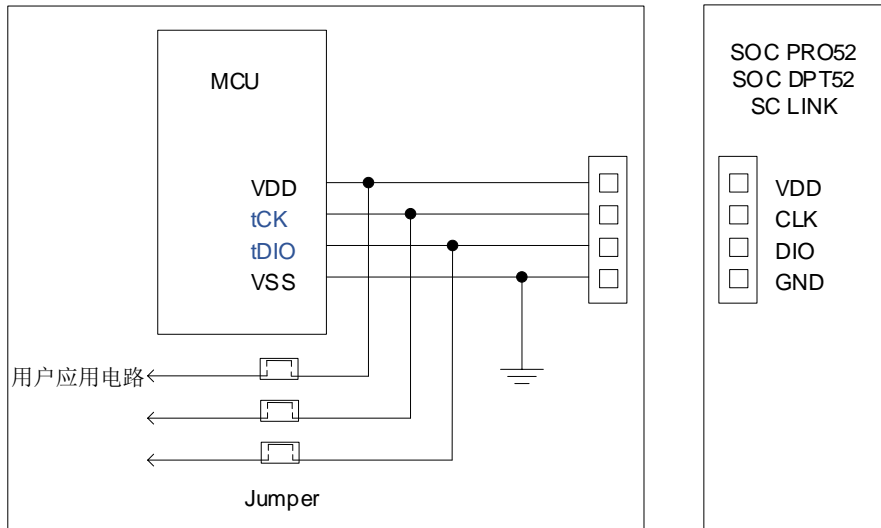 MCU
VDD
tCK
tDIO
VSS
用户应用电路
Jumper
SOC PRO52
SOC DPT52
SC LINK
VDD
CLK
DIO
GND